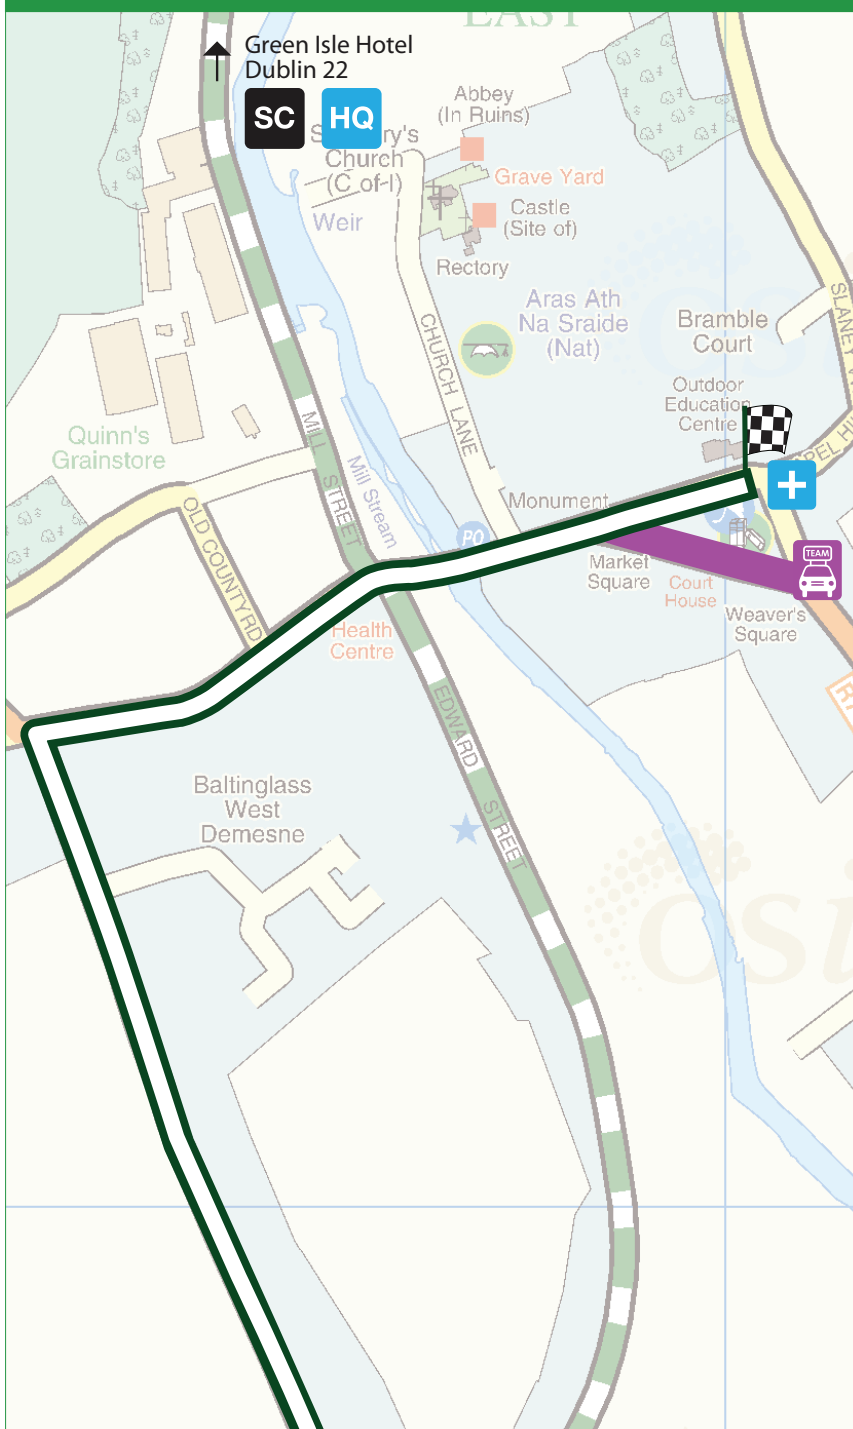 EAST
Green Isle Hotel
Dublin 22
SC
HQ
Abbey
(In Ruins)
Church
(C of I)
Grave Yard
Weir
Castle
(Site of)
Rectory
Aras Ath
Na Sraide
(Nat)
Bramble
Court
CHURCH LANE
Outdoor
Education
Centre
Quinn's
Grainstore
MILL STREET
Mill Stream
OLD COUNTY RD
Monument
PO
Market
Square
Court
House
TEAM
Weaver's
Square
Health
Centre
EDWARD STREET
Baltinglass
West
Demesne
osi